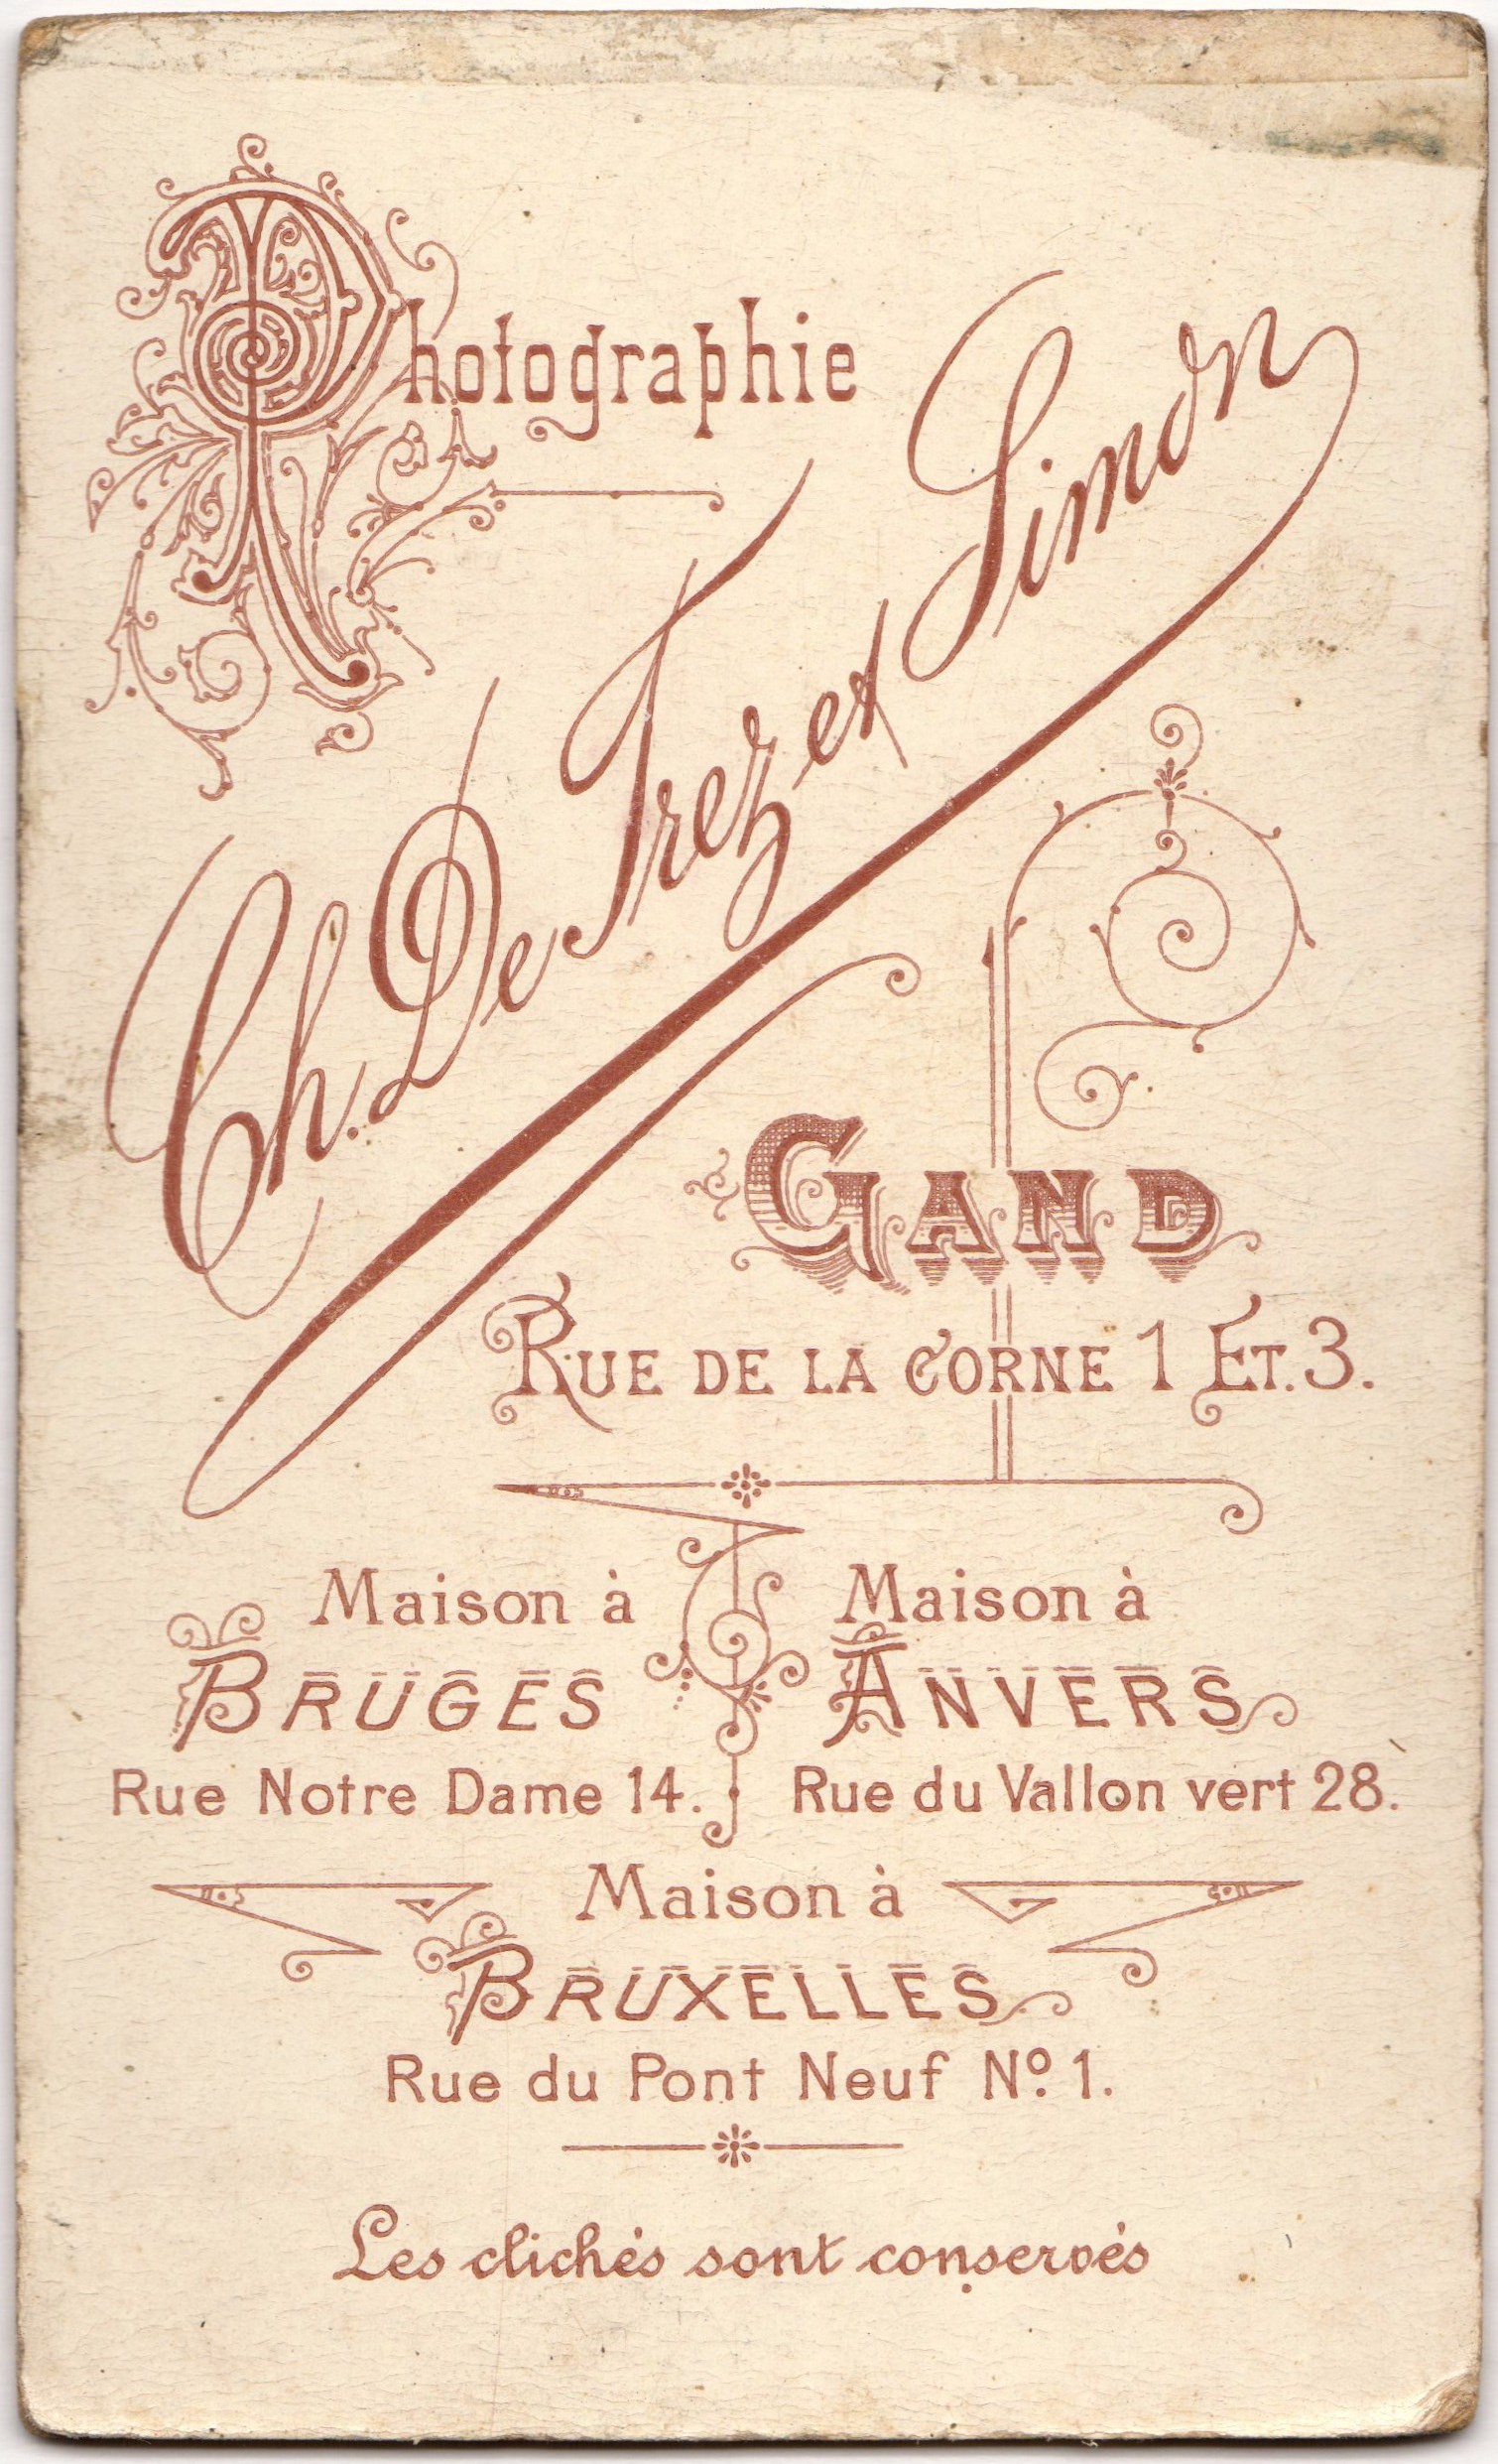 Photographie
Ch. De Trez et Simon
GAND
RUE DE LA CORNE 1 ET. 3.
Maison à
BRUGES
Rue Notre Dame 14.
Maison à
ANVERS
Rue du Vallon vert 28.
Maison à
BRUXELLES
Rue du Pont Neuf Nº 1.
Les clichés sont conservés